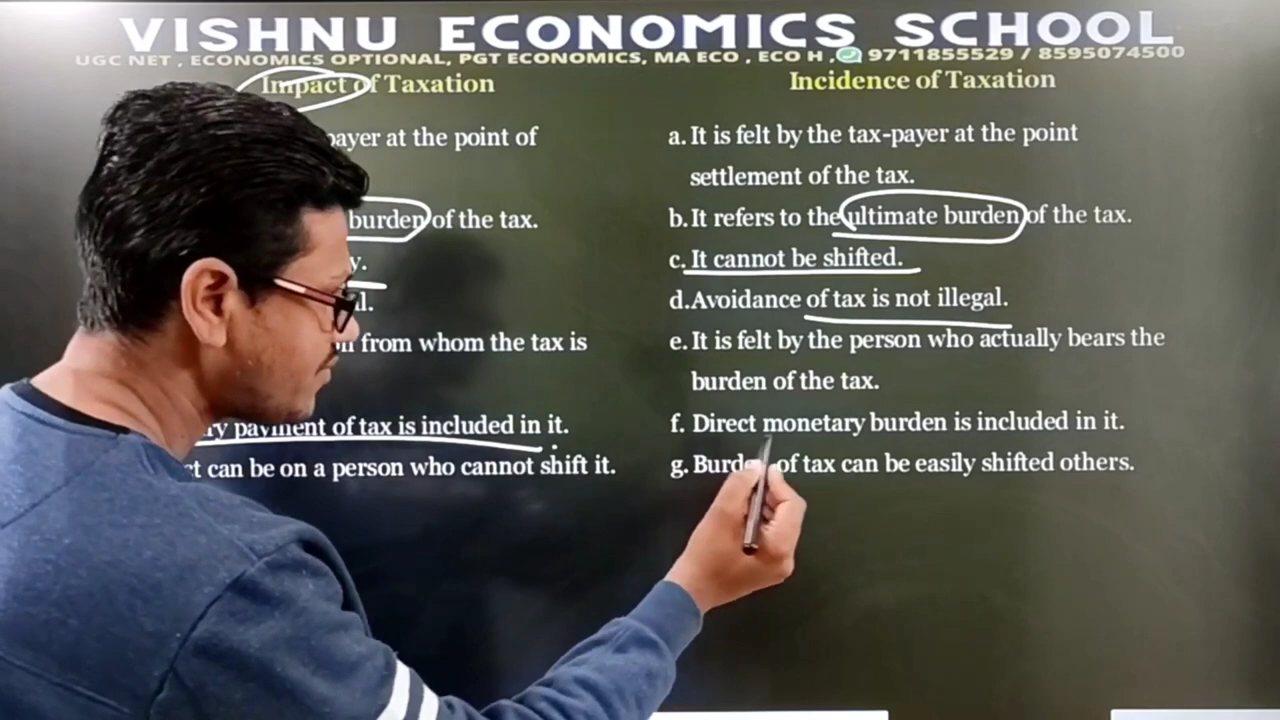 VISHNU ECONOMICS SCHOOL
UGC NET , ECONOMICS OPTIONAL, PGT ECONOMICS, MA ECO , ECO H , 9711855529 / 8595074500
Impact of Taxation
payer at the point of
burden of the tax.
y.
from whom the tax is
payment of tax is included in it.
can be on a person who cannot shift it.
Incidence of Taxation
a. It is felt by the tax-payer at the point
settlement of the tax.
b. It refers to the ultimate burden of the tax.
c. It cannot be shifted.
d. Avoidance of tax is not illegal.
e. It is felt by the person who actually bears the
burden of the tax.
f. Direct monetary burden is included in it.
g. of tax can be easily shifted others.